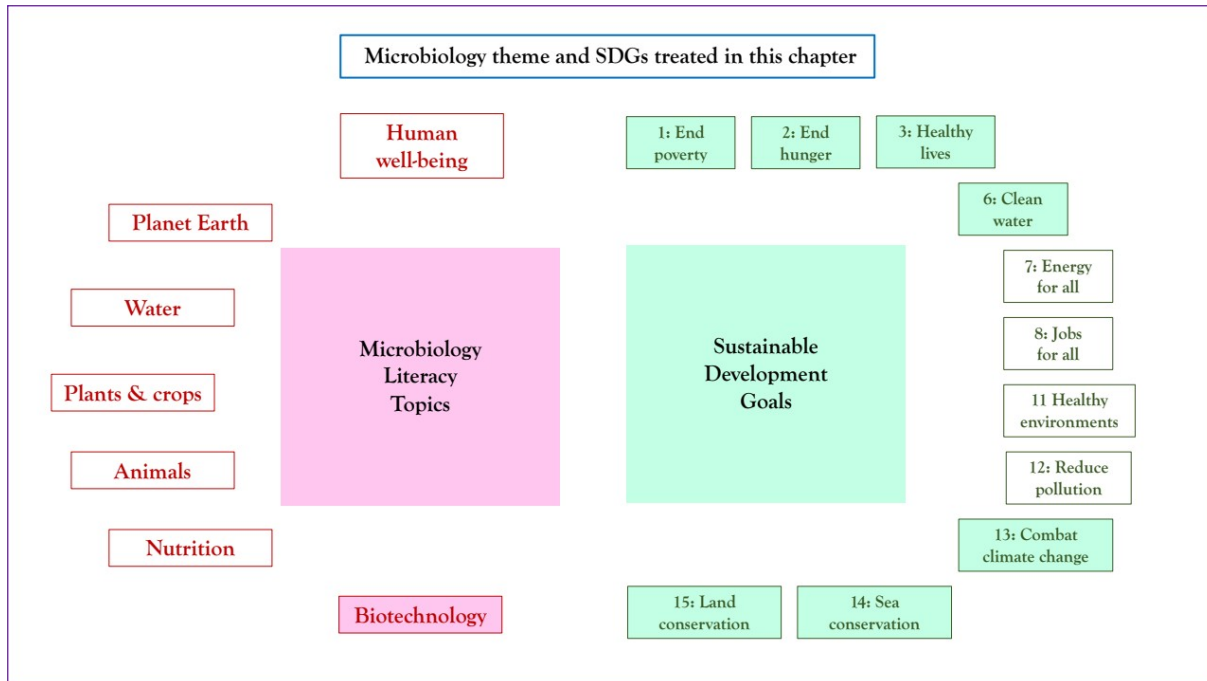 Microbiology theme and SDGs treated in this chapter
Human
well-being
Planet Earth
Water
Plants & crops
Animals
Nutrition
Biotechnology
Microbiology
Literacy
Topics
Sustainable
Development
Goals
1: End
poverty
2: End
hunger
3: Healthy
lives
6: Clean
water
7: Energy
for all
8: Jobs
for all
11 Healthy
environments
12: Reduce
pollution
13: Combat
climate change
14: Sea
conservation
15: Land
conservation